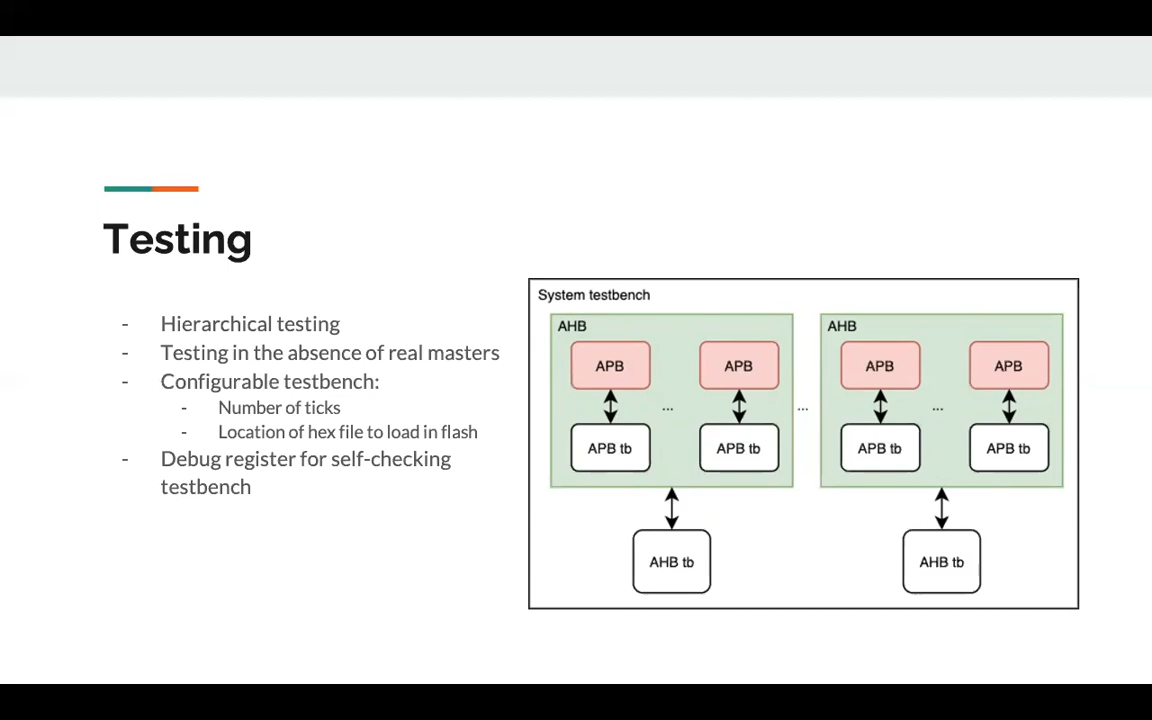 Testing
- Hierarchical testing
- Testing in the absence of real masters
- Configurable testbench:
- Number of ticks
- Location of hex file to load in flash
- Debug register for self-checking
testbench
System testbench
AHB
APB
APB
...
APB tb
APB tb
...
AHB
APB
APB
...
APB tb
APB tb
AHB tb
AHB tb